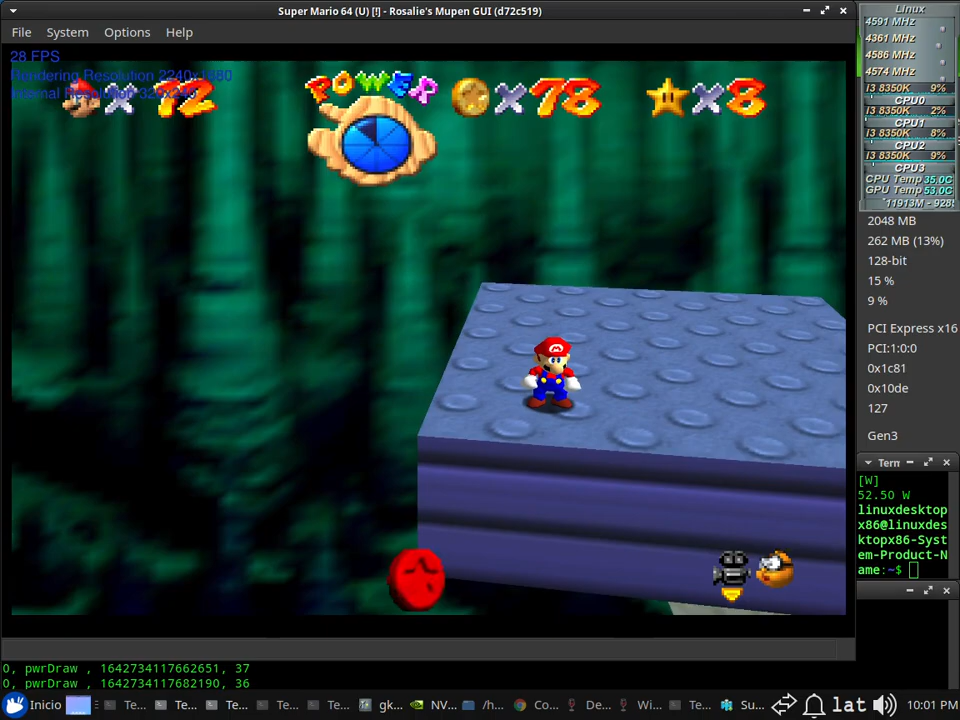 Super Mario 64 (U) [!] - Rosalie's Mupen GUI (d72c519)
File System Options Help
28 FPS
Rendering Resolution 2240x1680
Internal Resolution 320x240
x 12
POWER
x 78
x 8
Linux
4591 MHz
4361 MHz
4586 MHz
4574 MHz
I3 8350K 9%
CPU0
I3 8350K 2%
CPU1
I3 8350K 8%
CPU2
I3 8350K 9%
CPU3
CPU Temp 35,0C
GPU Temp 53,0C
2048 MB
262 MB (13%)
128-bit
15 %
9 %
PCI Express x16
PCI:1:0:0
0x1c81
0x10de
127
Gen3
Tern
[W]
52.50 W
linuxdesktop
x86@linuxdes
ktopx86-Syst
em-Product-N
ame:~$
0, pwrDraw , 1642734117662651, 37
0, pwrDraw , 1642734117682190, 36
Inicio Te... Te... Te... Te... Te... gk... NV... /h... Co... De... Wi... Te... Su... lat 10:01 PM